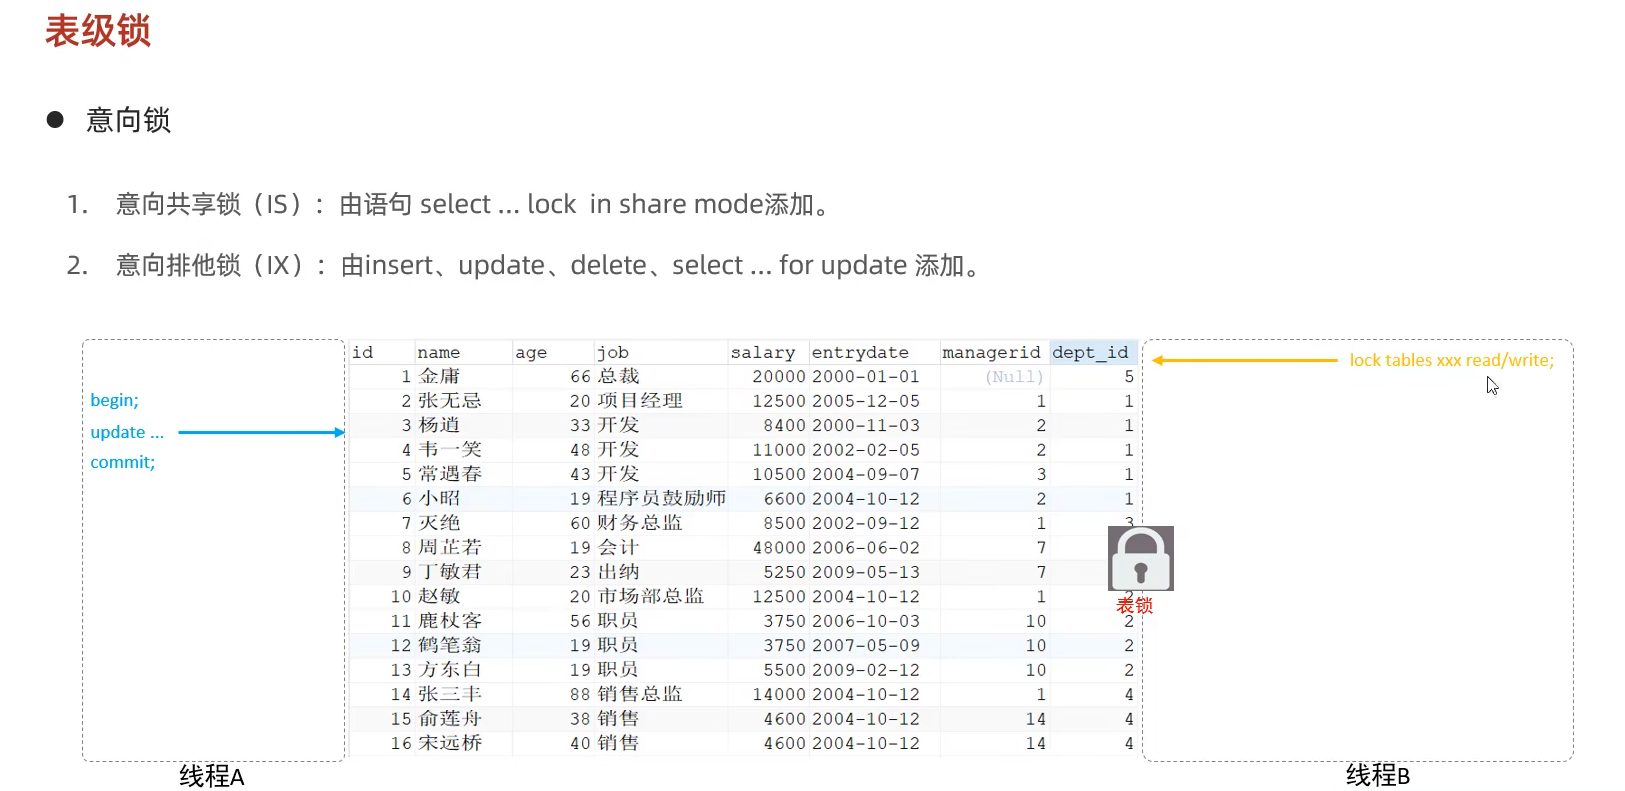 表级锁
● 意向锁
1. 意向共享锁（IS）：由语句 select ... lock in share mode添加。
2. 意向排他锁（IX）：由insert、update、delete、select ... for update 添加。
id name age job salary entrydate managerid dept_id
1 金庸 66 总裁 20000 2000-01-01 (Null) 5
2 张无忌 20 项目经理 12500 2005-12-05 1 1
3 杨逍 33 开发 8400 2000-11-03 2 1
4 韦一笑 48 开发 11000 2002-02-05 2 1
5 常遇春 43 开发 10500 2004-09-07 3 1
6 小昭 19 程序员鼓励师 6600 2004-10-12 2 1
7 灭绝 60 财务总监 8500 2002-09-12 1 3
8 周芷若 19 会计 48000 2006-06-02 7
9 丁敏君 23 出纳 5250 2009-05-13 7
10 赵敏 20 市场部总监 12500 2004-10-12 1 2
11 鹿杖客 56 职员 3750 2006-10-03 10 2
12 鹤笔翁 19 职员 3750 2007-05-09 10 2
13 方东白 19 职员 5500 2009-02-12 10 2
14 张三丰 88 销售总监 14000 2004-10-12 1 4
15 俞莲舟 38 销售 4600 2004-10-12 14 4
16 宋远桥 40 销售 4600 2004-10-12 14 4
begin;
update ...
commit;
线程A
lock tables xxx read/write;
表锁
线程B